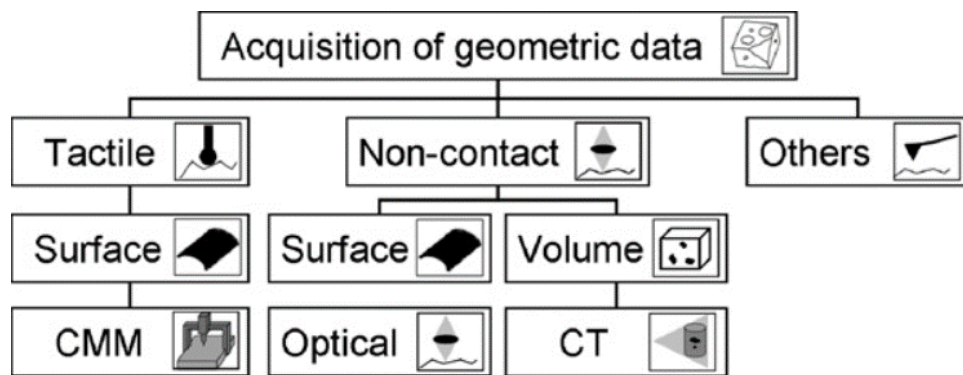 Acquisition of geometric data
Tactile
Non-contact
Others
Surface
Surface
Volume
CMM
Optical
CT